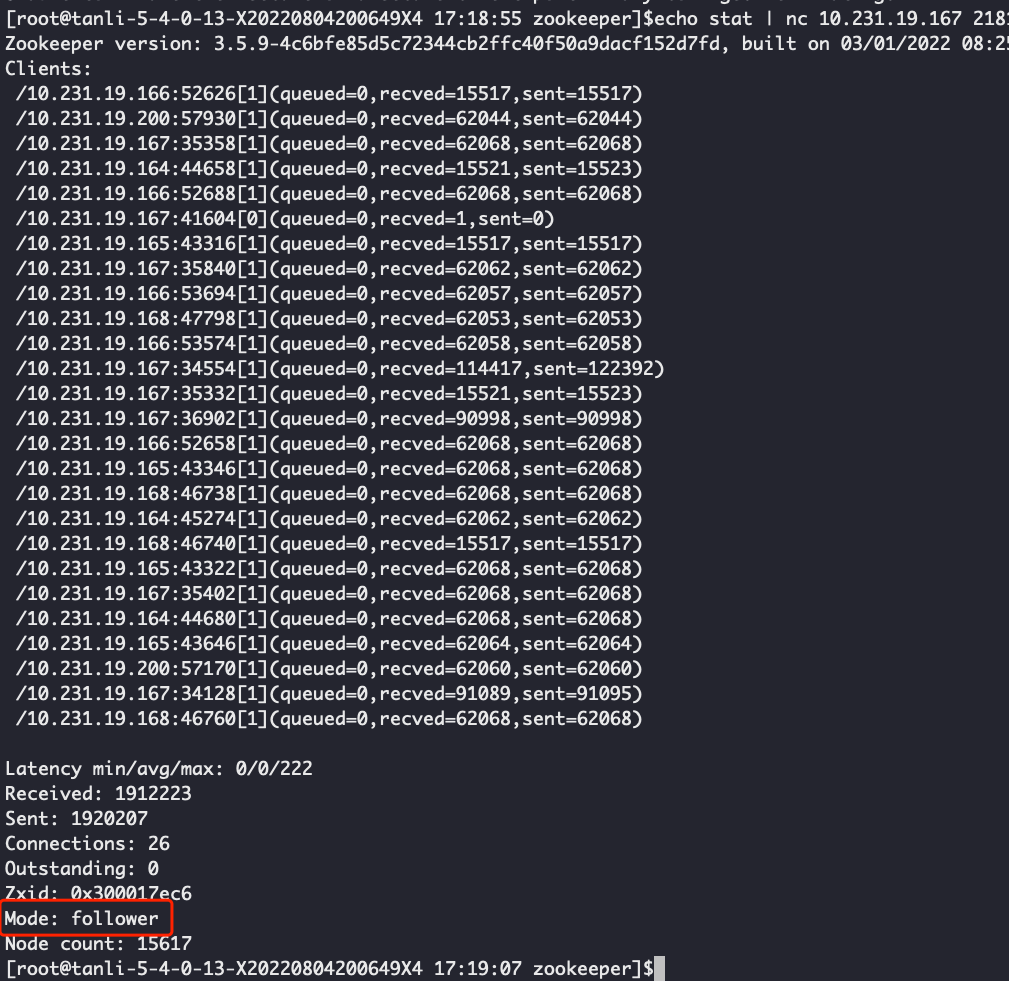 [root@tanli-5-4-0-13-X20220804200649X4 17:18:55 zookeeper]$echo stat | nc 10.231.19.167 2181
Zookeeper version: 3.5.9-4c6bfe85d5c72344cb2ffc40f50a9dacf152d7fd, built on 03/01/2022 08:25
Clients:
/10.231.19.166:52626[1](queued=0,recved=15517,sent=15517)
/10.231.19.200:57930[1](queued=0,recved=62044,sent=62044)
/10.231.19.167:35358[1](queued=0,recved=62068,sent=62068)
/10.231.19.164:44658[1](queued=0,recved=15521,sent=15523)
/10.231.19.166:52688[1](queued=0,recved=62068,sent=62068)
/10.231.19.167:41604[0](queued=0,recved=1,sent=0)
/10.231.19.165:43316[1](queued=0,recved=15517,sent=15517)
/10.231.19.167:35840[1](queued=0,recved=62062,sent=62062)
/10.231.19.166:53694[1](queued=0,recved=62057,sent=62057)
/10.231.19.168:47798[1](queued=0,recved=62053,sent=62053)
/10.231.19.166:53574[1](queued=0,recved=62058,sent=62058)
/10.231.19.167:34554[1](queued=0,recved=114417,sent=122392)
/10.231.19.167:35332[1](queued=0,recved=15521,sent=15523)
/10.231.19.167:36902[1](queued=0,recved=90998,sent=90998)
/10.231.19.166:52658[1](queued=0,recved=62068,sent=62068)
/10.231.19.165:43346[1](queued=0,recved=62068,sent=62068)
/10.231.19.168:46738[1](queued=0,recved=62068,sent=62068)
/10.231.19.164:45274[1](queued=0,recved=62062,sent=62062)
/10.231.19.168:46740[1](queued=0,recved=15517,sent=15517)
/10.231.19.165:43322[1](queued=0,recved=62068,sent=62068)
/10.231.19.167:35402[1](queued=0,recved=62068,sent=62068)
/10.231.19.164:44680[1](queued=0,recved=62068,sent=62068)
/10.231.19.165:43646[1](queued=0,recved=62064,sent=62064)
/10.231.19.200:57170[1](queued=0,recved=62060,sent=62060)
/10.231.19.167:34128[1](queued=0,recved=91089,sent=91095)
/10.231.19.168:46760[1](queued=0,recved=62068,sent=62068)
Latency min/avg/max: 0/0/222
Received: 1912223
Sent: 1920207
Connections: 26
Outstanding: 0
Zxid: 0x300017ec6
Mode: follower
Node count: 15617
[root@tanli-5-4-0-13-X20220804200649X4 17:19:07 zookeeper]$